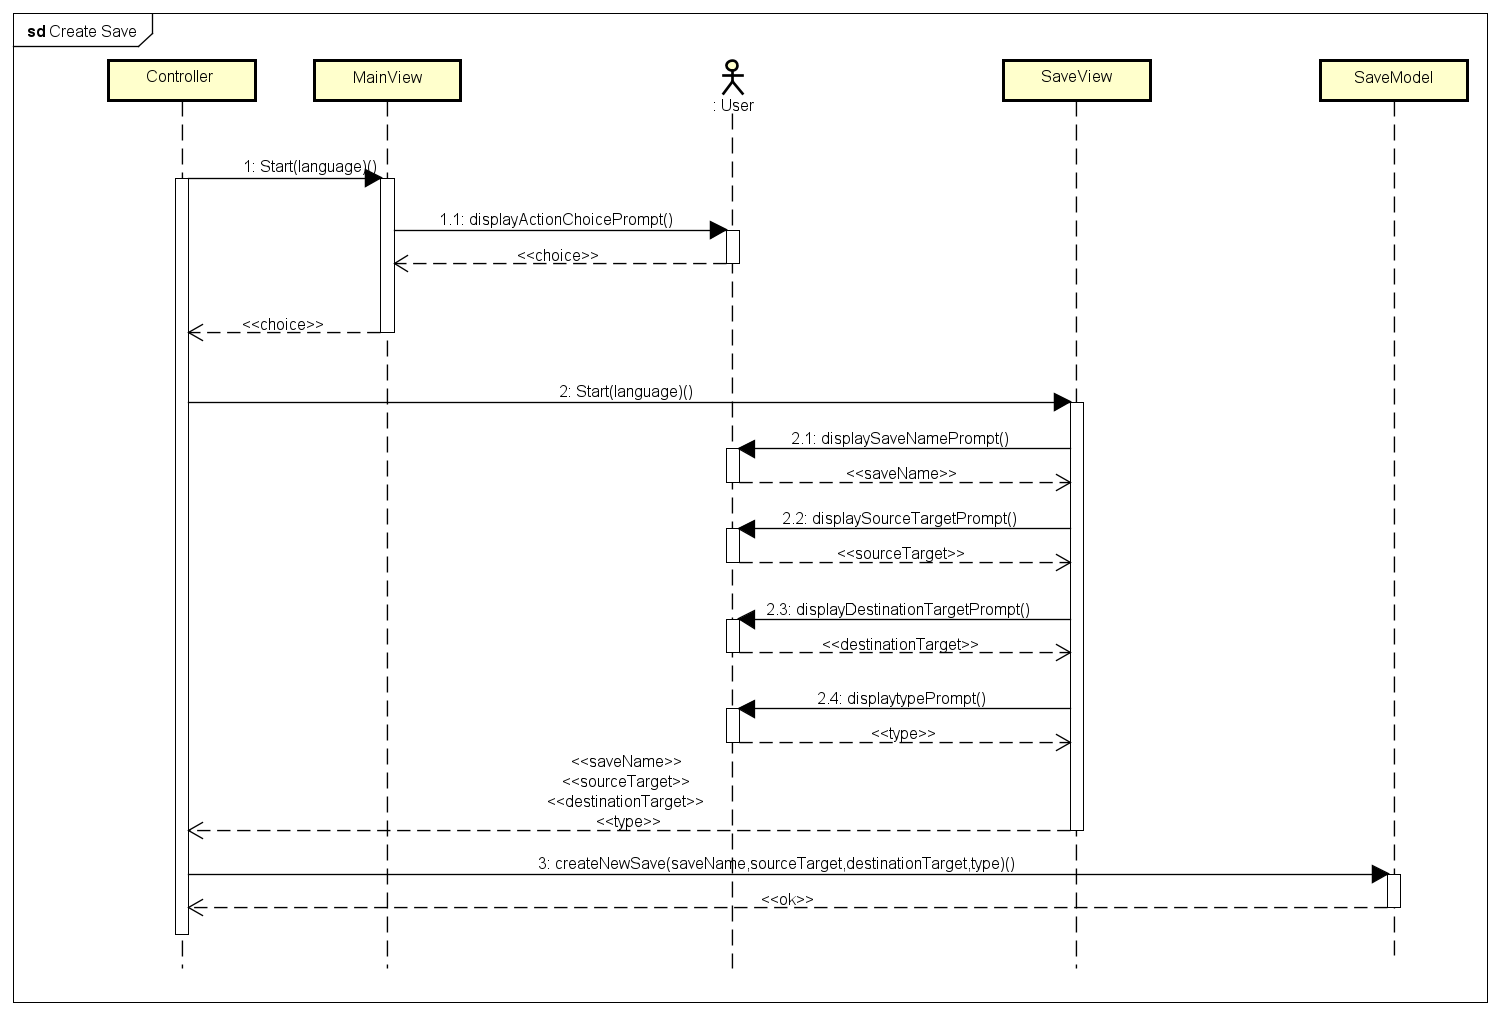 sd Create Save
Controller
MainView
: User
SaveView
SaveModel
1: Start(language)()
1.1: displayActionChoicePrompt()
<<choice>>
<<choice>>
2: Start(language)()
2.1: displaySaveNamePrompt()
<<saveName>>
2.2: displaySourceTargetPrompt()
<<sourceTarget>>
2.3: displayDestinationTargetPrompt()
<<destinationTarget>>
2.4: displaytypePrompt()
<<type>>
<<saveName>>
<<sourceTarget>>
<<destinationTarget>>
<<type>>
3: createNewSave(saveName,sourceTarget,destinationTarget,type)()
<<ok>>